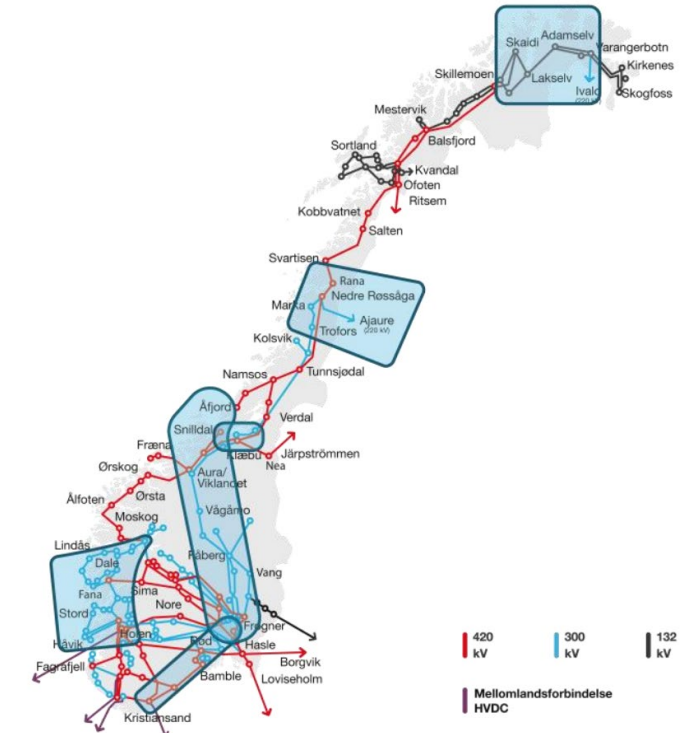 Adamselv
Skaidi
Varangerbotn
Kirkenes
Skillemoen
Lakselv
Ivalo
(220 kV)
Skogfoss
Mestervik
Balsfjord
Sortland
Kvandal
Ofoten
Ritsem
Kobbvatnet
Salten
Svartisen
Rana
Nedre Røssåga
Marka
Ajaure
(220 kV)
Trofors
Kolsvik
Tunnsjødal
Namsos
Åfjord
Verdal
Snilldal
Klæbu
Järpströmmen
Nea
Fræna
Ørskog
Aura/
Viklandet
Ørsta
Ålfoten
Vågåmo
Moskog
Lindås
Fåberg
Dale
Vang
Sima
Fana
Nore
Stord
Frogner
Håvik
Holen
Rød
Hasle
Borgvik
Fagrafjell
Bamble
Loviseholm
Kristiansand
420
kV
300
kV
132
kV
Mellomlandsforbindelse
HVDC